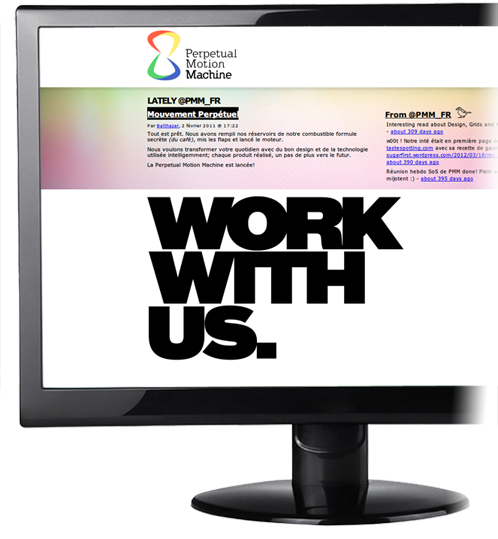 Perpetual
Motion
Machine
LATELY @PMM_FR
Mouvement Perpétuel
Par Balthazar, 2 février 2011 @ 17:22
Tout est prêt. Nous avons rempli nos réservoirs de notre combustible formule
secrète (du café), mis les flaps et lancé le moteur.
Nous voulons transformer votre quotidien avec du bon design et de la technologie
utilisée intelligemment; chaque produit réalisé, un pas de plus vers le futur.
La Perpetual Motion Machine est lancée!
From @PMM_FR
Interesting read about Design, Grids and
- about 309 days ago
w00t ! Notre inté était en première page
tastespotting.com avec sa recette de
sugarfirst.wordpress.com/2012/03/18/
about 390 days ago
Réunion hebdo SoS de PMM done! Plein
mijotent :) - about 395 days ago
WORK
WITH
US.